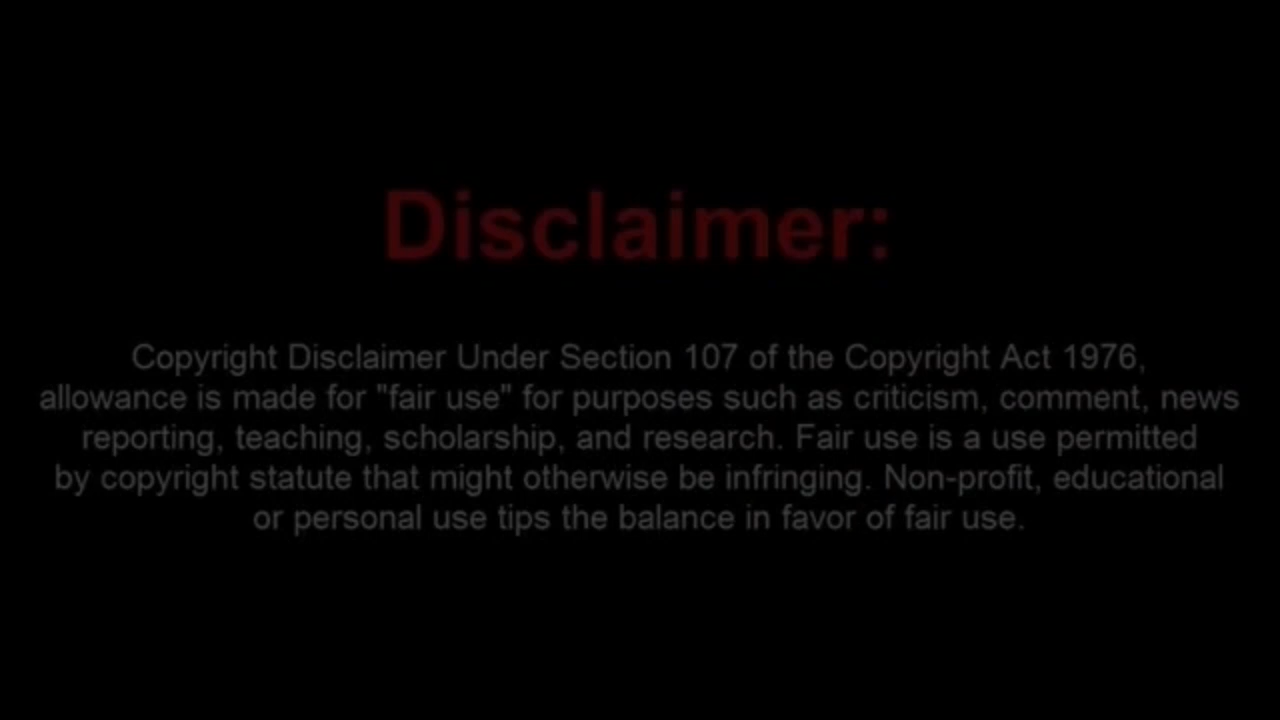 Disclaimer:
Copyright Disclaimer Under Section 107 of the Copyright Act 1976,
allowance is made for "fair use" for purposes such as criticism, comment, news
reporting, teaching, scholarship, and research. Fair use is a use permitted
by copyright statute that might otherwise be infringing. Non-profit, educational
or personal use tips the balance in favor of fair use.